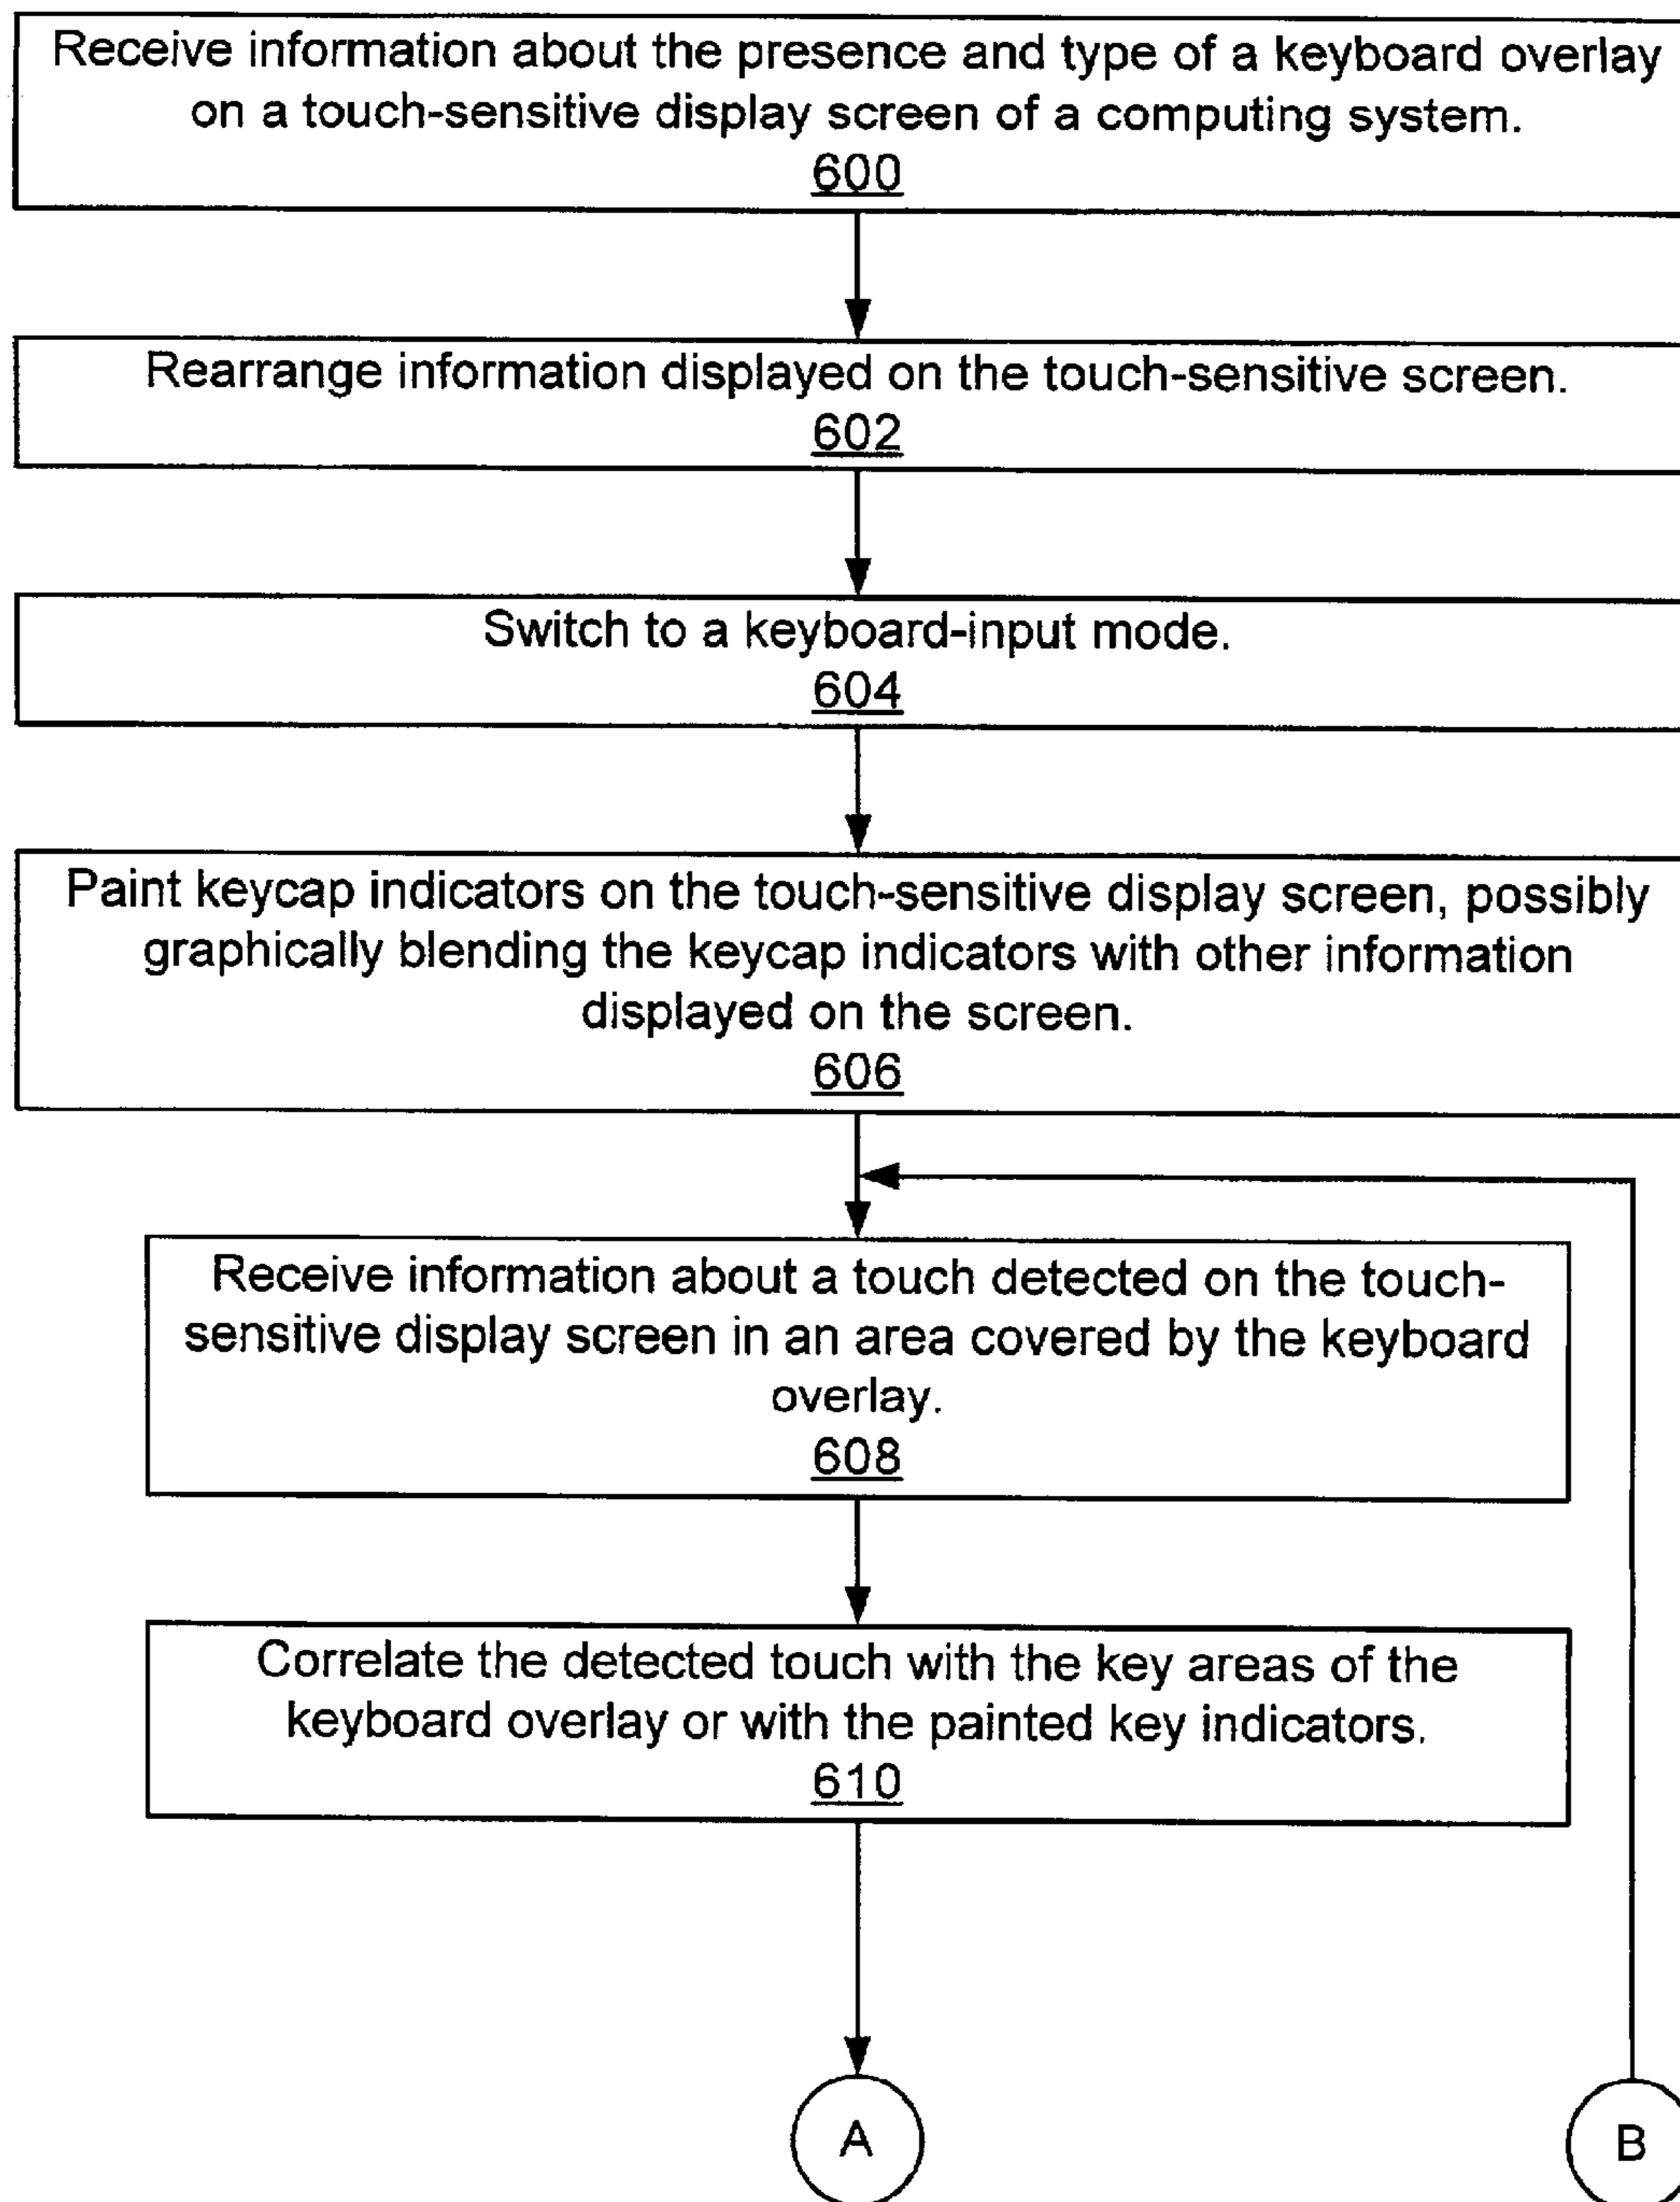 Receive information about the presence and type of a keyboard overlay
on a touch-sensitive display screen of a computing system.
600
Rearrange information displayed on the touch-sensitive screen.
602
Switch to a keyboard-input mode.
604
Paint keycap indicators on the touch-sensitive display screen, possibly
graphically blending the keycap indicators with other information
displayed on the screen.
606
Receive information about a touch detected on the touch-
sensitive display screen in an area covered by the keyboard
overlay.
608
Correlate the detected touch with the key areas of the
keyboard overlay or with the painted key indicators.
610
A
B